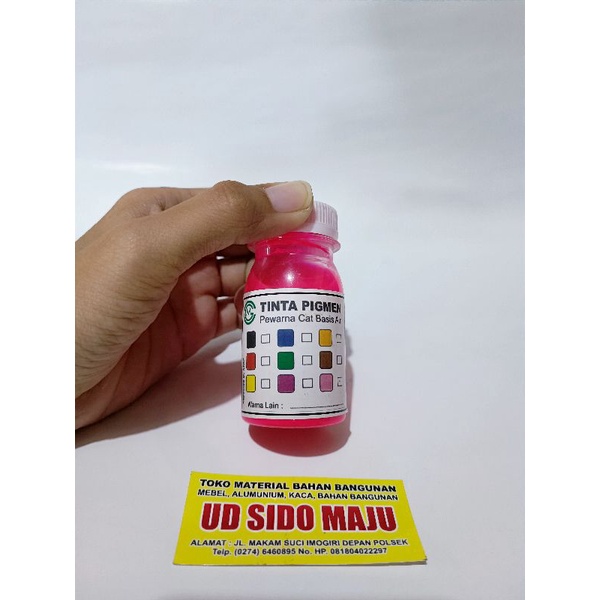 TINTA PIGMEN
Pewarna Cat Basis A
Warna Lain :
TOKO MATERIAL BAHAN BANGUNAN
MEBEL, ALUMUNIUM, KACA, BAHAN BANGUNAN
UD SIDO MAJU
ALAMAT : JL. MAKAM SUCI IMOGIRI DEPAN POLSEK
Telp. (0274) 6460895 No. HP. 081804022297